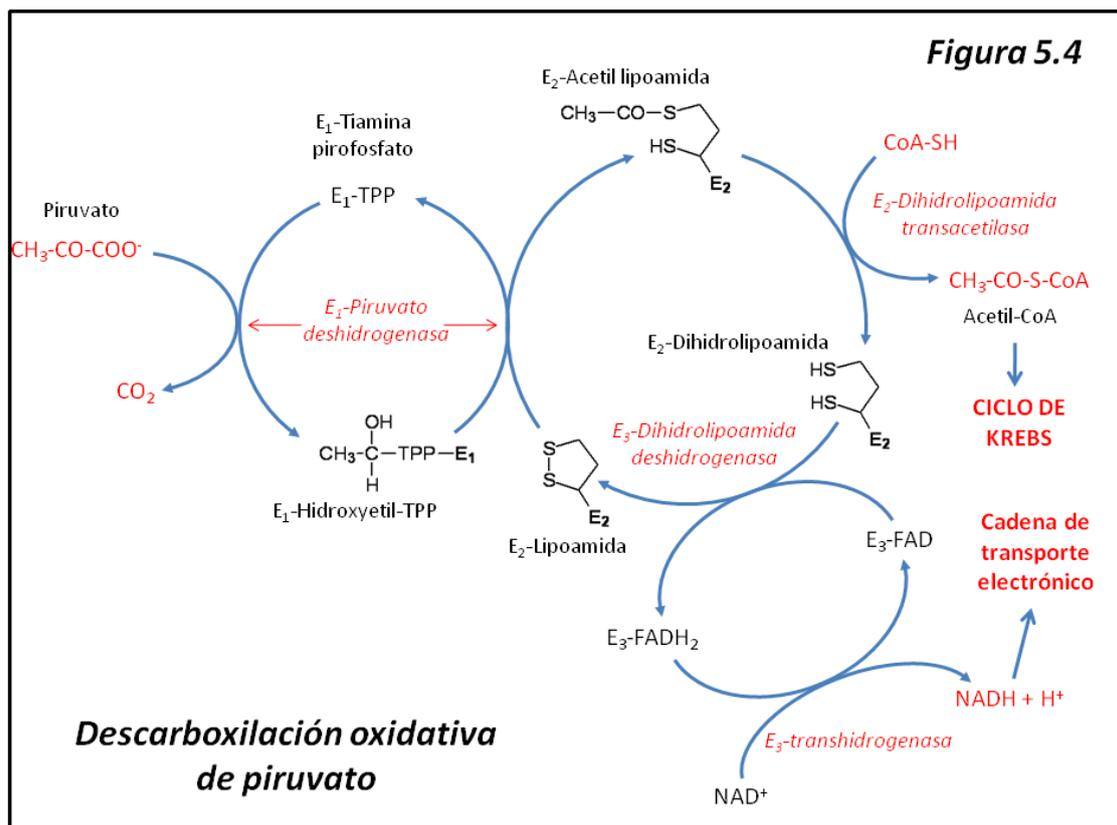 Figura 5.4
E₂-Acetil lipoamida
CH₃-CO-S
HS
E₂
E₁-Tiamina
pirofosfato
E₁-TPP
Piruvato
CH₃-CO-COO⁻
CO₂
E₁-Piruvato
deshidrogenasa
OH
CH₃-C-TPP-E₁
H
E₁-Hidroxyetil-TPP
CoA-SH
E₂-Dihidrolipoamida
transacetilasa
CH₃-CO-S-CoA
Acetil-CoA
CICLO DE
KREBS
E₂-Dihidrolipoamida
HS
HS
E₂
E₃-Dihidrolipoamida
deshidrogenasa
S
S
E₂
E₂-Lipoamida
E₃-FAD
E₃-FADH₂
Cadena de
transporte
electrónico
NADH + H⁺
E₃-transhidrogenasa
NAD⁺
Descarboxilación oxidativa
de piruvato